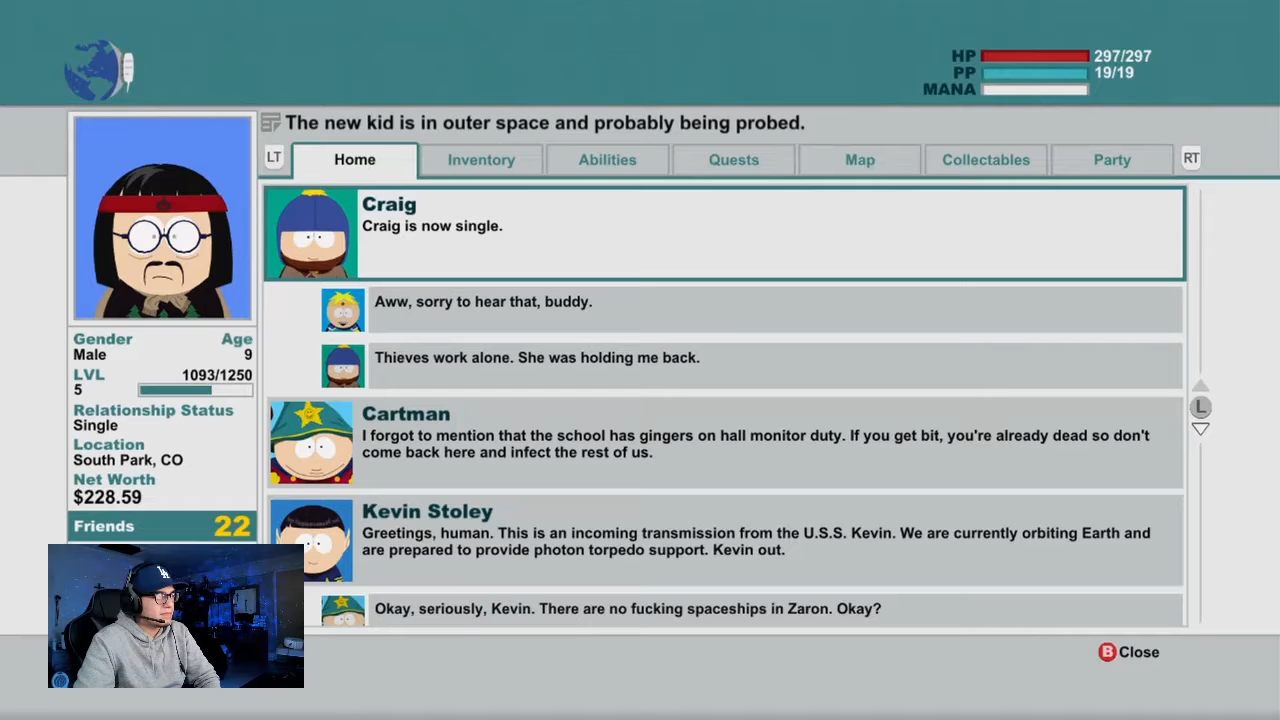 HP 297/297
PP 19/19
MANA
The new kid is in outer space and probably being probed.
LT Home Inventory Abilities Quests Map Collectables Party RT
Craig
Craig is now single.
Aww, sorry to hear that, buddy.
Thieves work alone. She was holding me back.
Cartman
I forgot to mention that the school has gingers on hall monitor duty. If you get bit, you're already dead so don't
come back here and infect the rest of us.
Kevin Stoley
Greetings, human. This is an incoming transmission from the U.S.S. Kevin. We are currently orbiting Earth and
are prepared to provide photon torpedo support. Kevin out.
Okay, seriously, Kevin. There are no fucking spaceships in Zaron. Okay?
Gender Age
Male 9
LVL 1093/1250
5
Relationship Status
Single
Location
South Park, CO
Net Worth
$228.59
Friends 22
L
LA
B Close